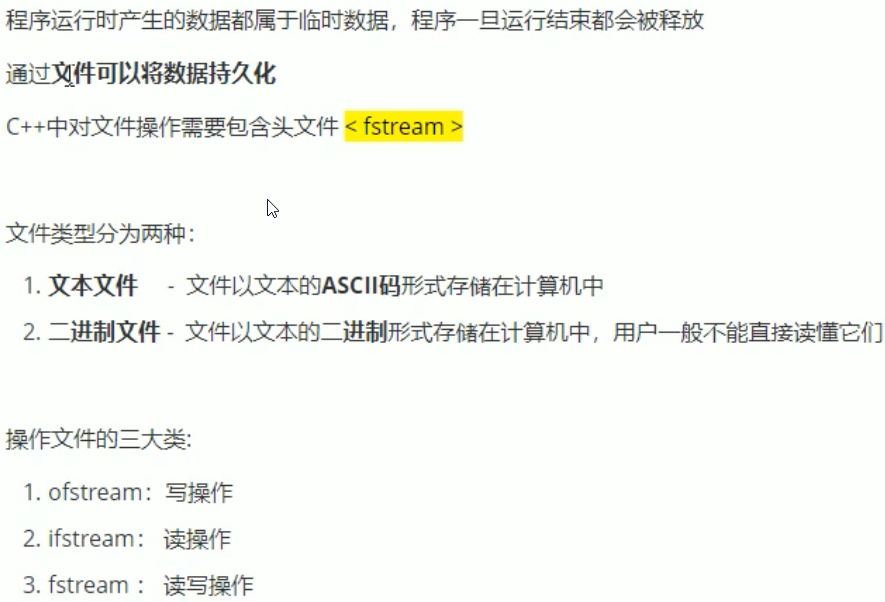 程序运行时产生的数据都属于临时数据，程序一旦运行结束都会被释放
通过文件可以将数据持久化
C++中对文件操作需要包含头文件 < fstream >
文件类型分为两种：
1. 文本文件 - 文件以文本的ASCII码形式存储在计算机中
2. 二进制文件 - 文件以文本的二进制形式存储在计算机中，用户一般不能直接读懂它们
操作文件的三大类:
1. ofstream：写操作
2. ifstream： 读操作
3. fstream ： 读写操作